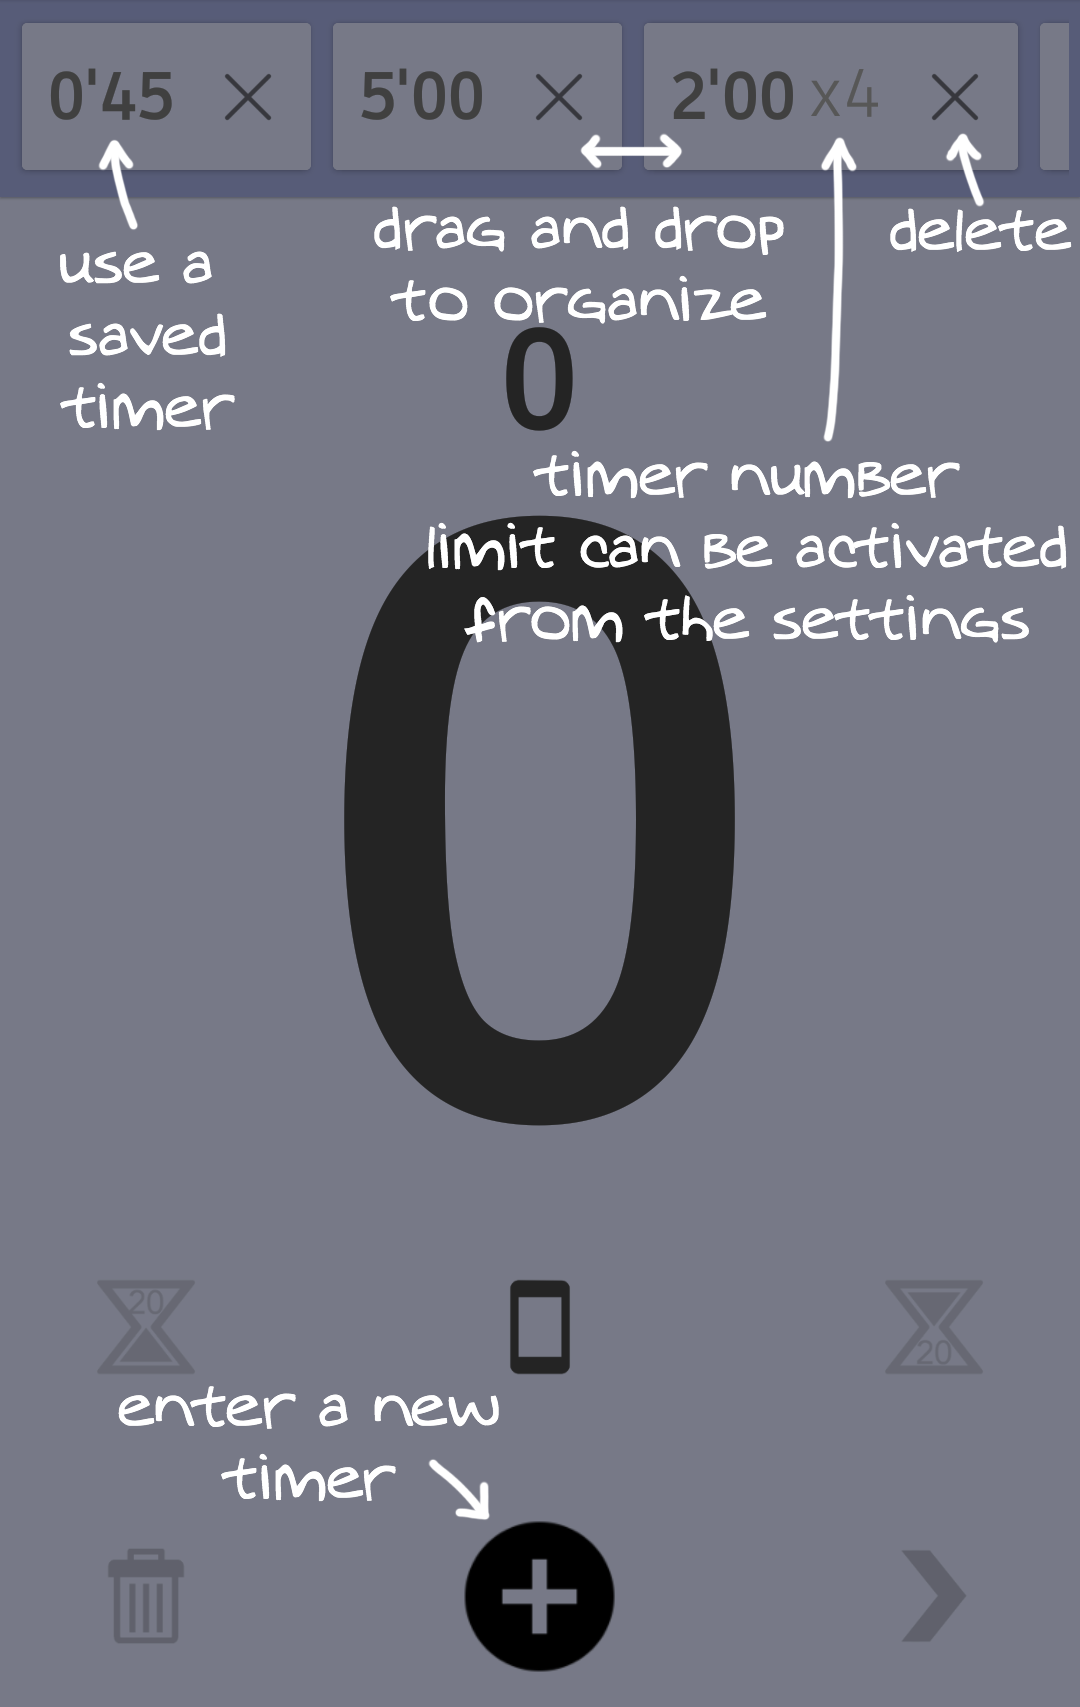 0'45
5'00
2'00 x4
use a
saved
timer
drag and drop
to organize
delete
0
timer number
limit can be activated
from the settings
0
20
20
enter a new
timer